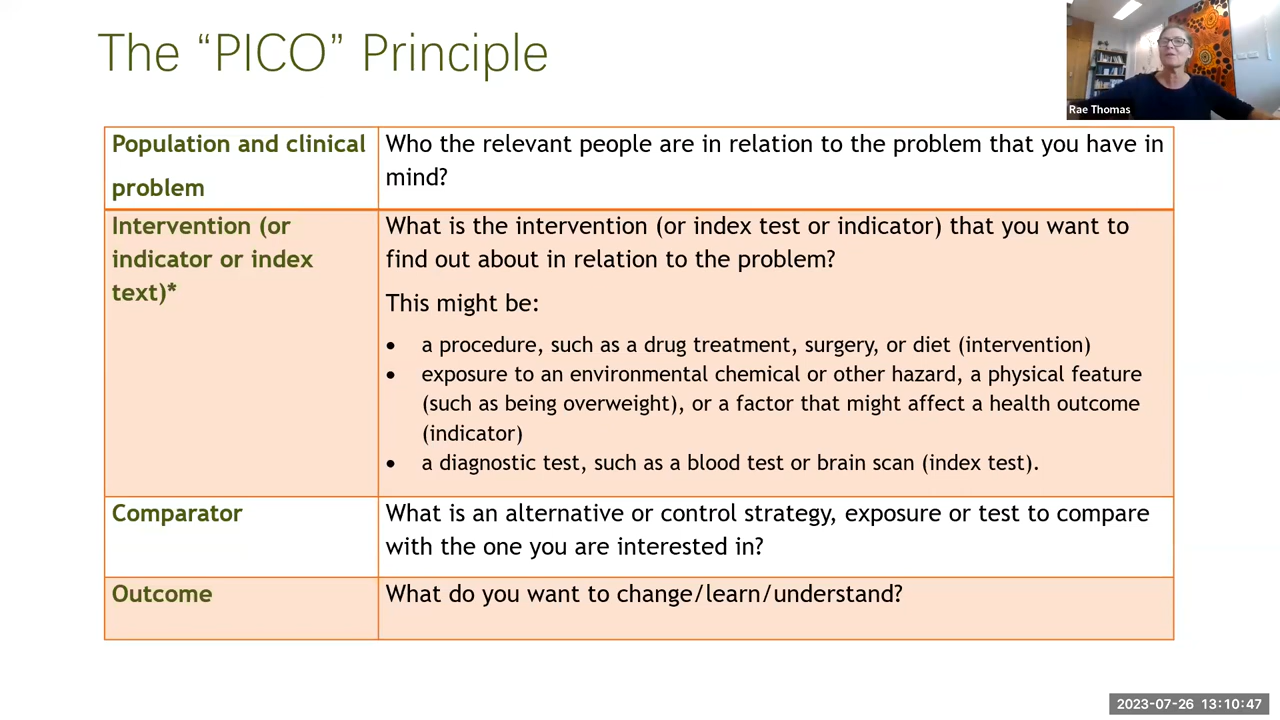 The “PICO” Principle
Rae Thomas
Population and clinical
problem
Who the relevant people are in relation to the problem that you have in
mind?
Intervention (or
indicator or index
text)*
What is the intervention (or index test or indicator) that you want to
find out about in relation to the problem?
This might be:
• a procedure, such as a drug treatment, surgery, or diet (intervention)
• exposure to an environmental chemical or other hazard, a physical feature
(such as being overweight), or a factor that might affect a health outcome
(indicator)
• a diagnostic test, such as a blood test or brain scan (index test).
Comparator
What is an alternative or control strategy, exposure or test to compare
with the one you are interested in?
Outcome
What do you want to change/learn/understand?
2023-07-26 13:10:47